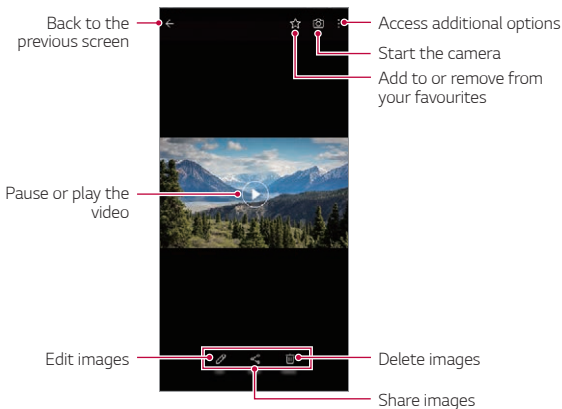 Back to the
previous screen
Access additional options
Start the camera
Add to or remove from
your favourites
Pause or play the
video
Edit images
Delete images
Share images